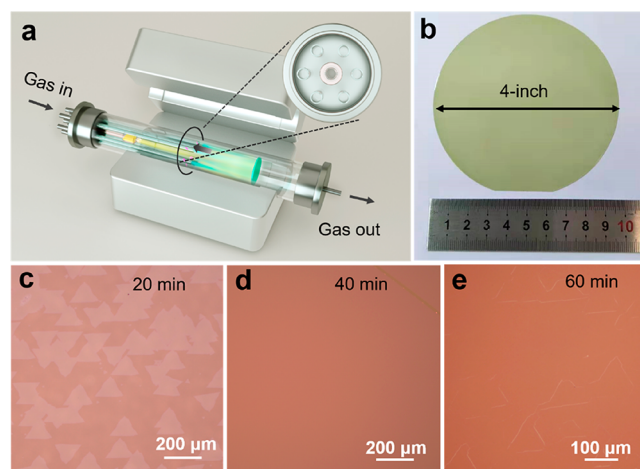 a
Gas in
Gas out
b
4-inch
1 2 3 4 5 6 7 8 9 10
c
20 min
200 µm
d
40 min
200 µm
e
60 min
100 µm